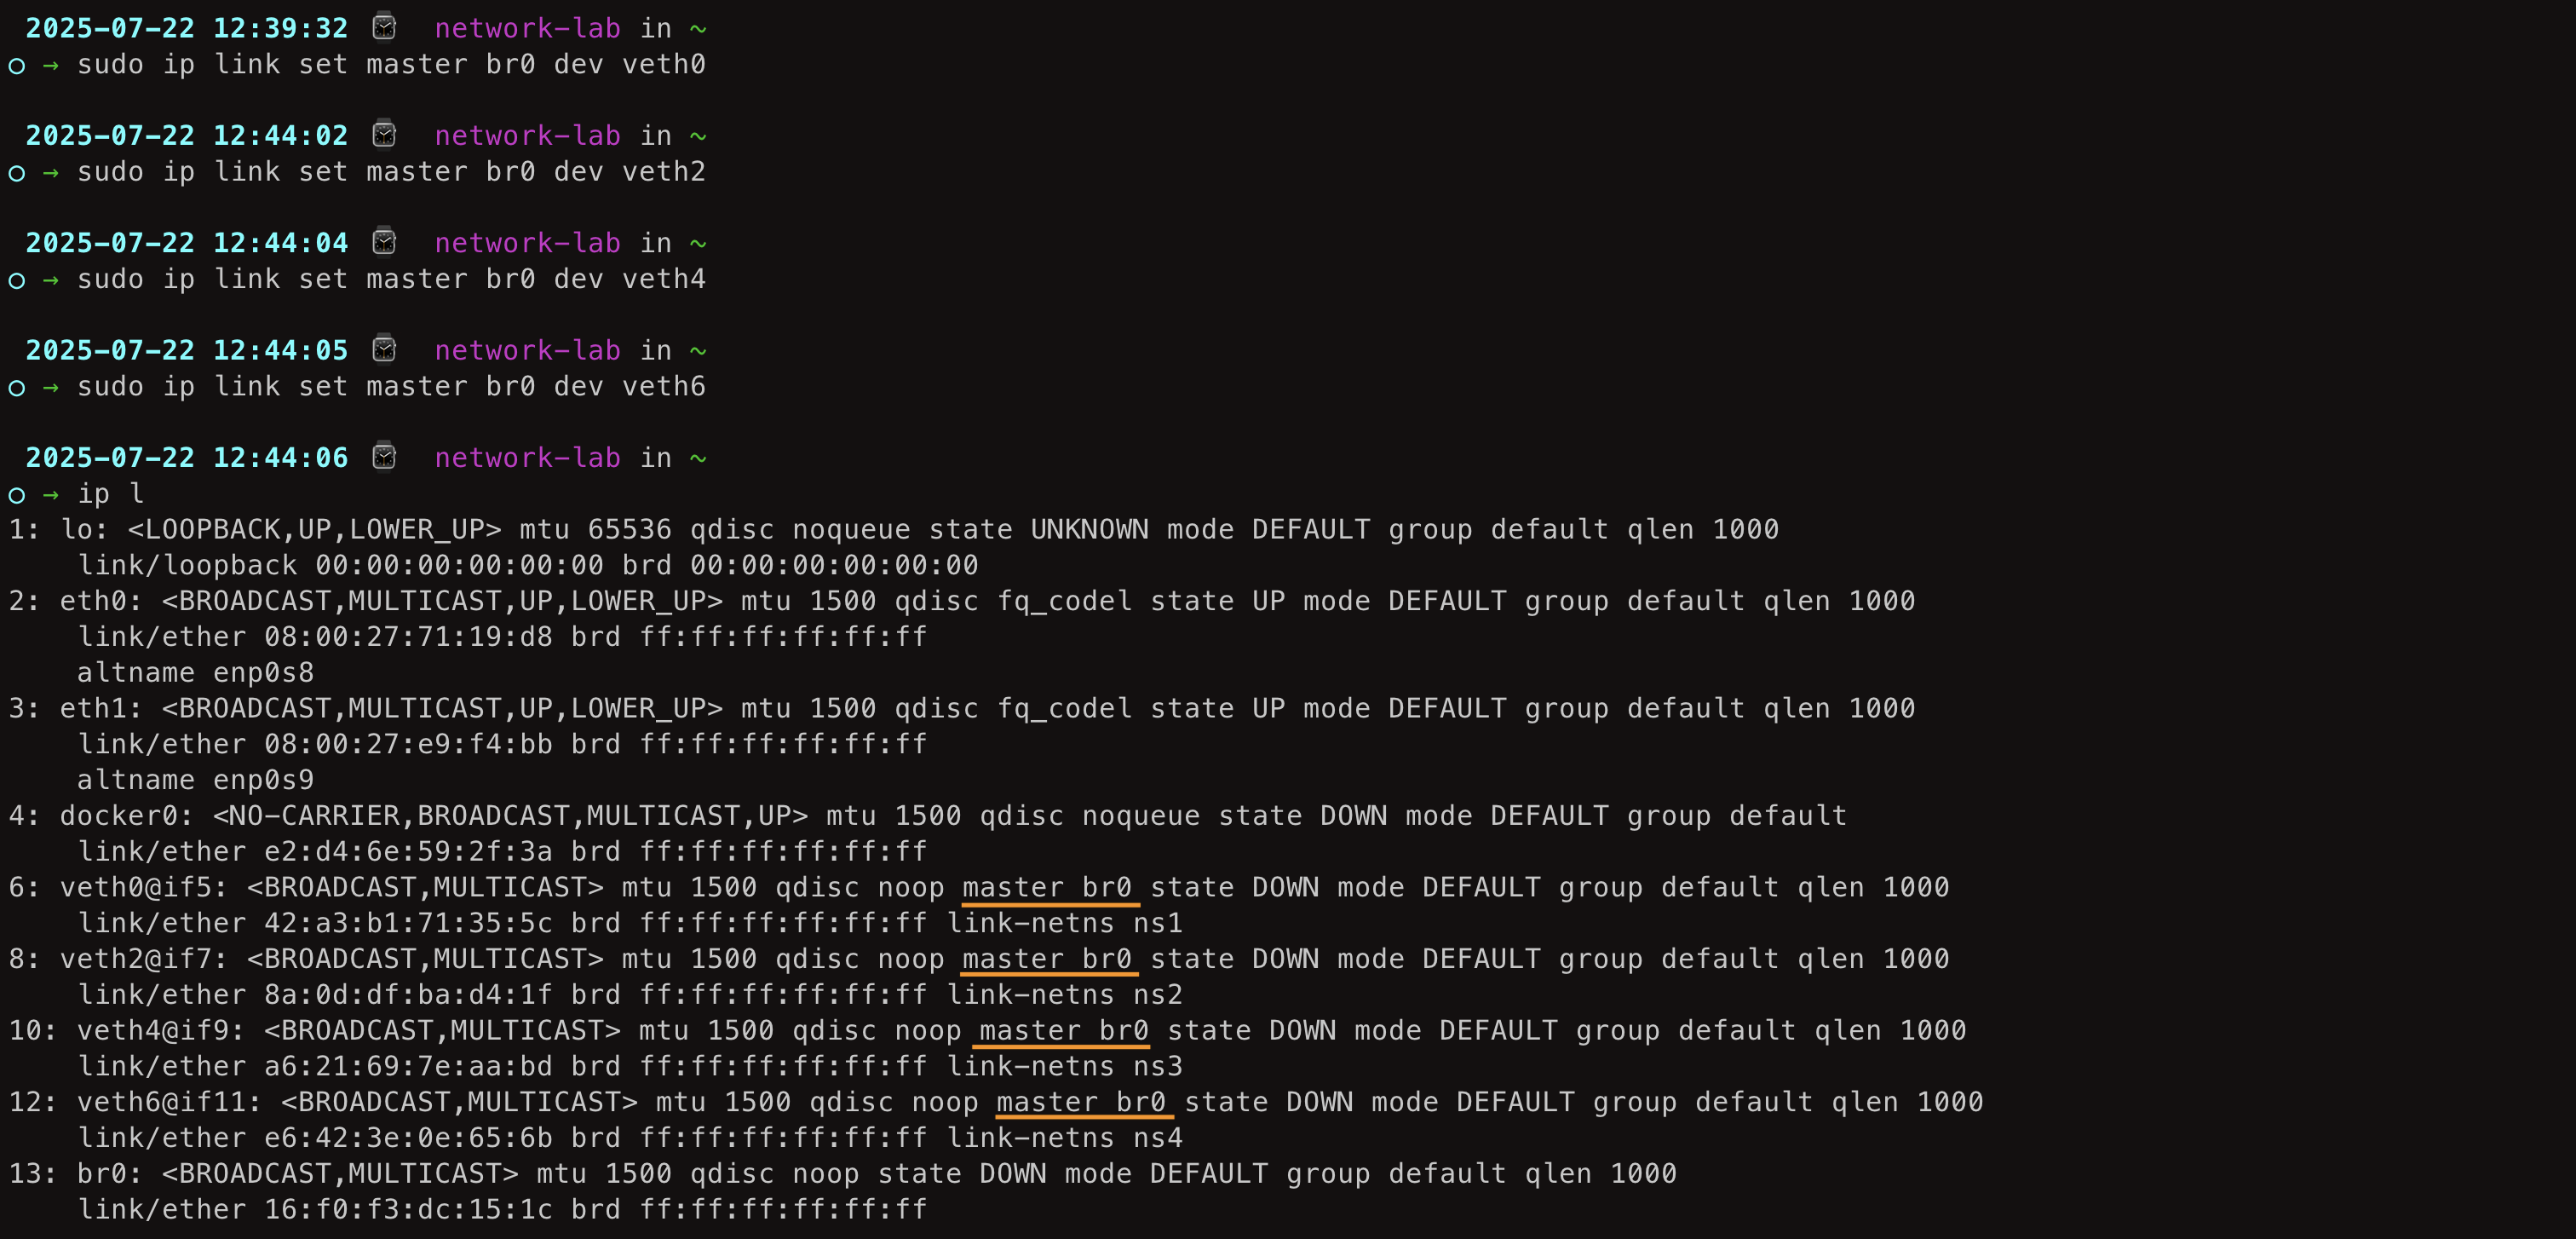 2025-07-22 12:39:32 ⌚ network-lab in ~
○ → sudo ip link set master br0 dev veth0
2025-07-22 12:44:02 ⌚ network-lab in ~
○ → sudo ip link set master br0 dev veth2
2025-07-22 12:44:04 ⌚ network-lab in ~
○ → sudo ip link set master br0 dev veth4
2025-07-22 12:44:05 ⌚ network-lab in ~
○ → sudo ip link set master br0 dev veth6
2025-07-22 12:44:06 ⌚ network-lab in ~
○ → ip l
1: lo: <LOOPBACK,UP,LOWER_UP> mtu 65536 qdisc noqueue state UNKNOWN mode DEFAULT group default qlen 1000
    link/loopback 00:00:00:00:00:00 brd 00:00:00:00:00:00
2: eth0: <BROADCAST,MULTICAST,UP,LOWER_UP> mtu 1500 qdisc fq_codel state UP mode DEFAULT group default qlen 1000
    link/ether 08:00:27:71:19:d8 brd ff:ff:ff:ff:ff:ff
    altname enp0s8
3: eth1: <BROADCAST,MULTICAST,UP,LOWER_UP> mtu 1500 qdisc fq_codel state UP mode DEFAULT group default qlen 1000
    link/ether 08:00:27:e9:f4:bb brd ff:ff:ff:ff:ff:ff
    altname enp0s9
4: docker0: <NO-CARRIER,BROADCAST,MULTICAST,UP> mtu 1500 qdisc noqueue state DOWN mode DEFAULT group default
    link/ether e2:d4:6e:59:2f:3a brd ff:ff:ff:ff:ff:ff
6: veth0@if5: <BROADCAST,MULTICAST> mtu 1500 qdisc noop master br0 state DOWN mode DEFAULT group default qlen 1000
    link/ether 42:a3:b1:71:35:5c brd ff:ff:ff:ff:ff:ff link-netns ns1
8: veth2@if7: <BROADCAST,MULTICAST> mtu 1500 qdisc noop master br0 state DOWN mode DEFAULT group default qlen 1000
    link/ether 8a:0d:df:ba:d4:1f brd ff:ff:ff:ff:ff:ff link-netns ns2
10: veth4@if9: <BROADCAST,MULTICAST> mtu 1500 qdisc noop master br0 state DOWN mode DEFAULT group default qlen 1000
    link/ether a6:21:69:7e:aa:bd brd ff:ff:ff:ff:ff:ff link-netns ns3
12: veth6@if11: <BROADCAST,MULTICAST> mtu 1500 qdisc noop master br0 state DOWN mode DEFAULT group default qlen 1000
    link/ether e6:42:3e:0e:65:6b brd ff:ff:ff:ff:ff:ff link-netns ns4
13: br0: <BROADCAST,MULTICAST> mtu 1500 qdisc noop state DOWN mode DEFAULT group default qlen 1000
    link/ether 16:f0:f3:dc:15:1c brd ff:ff:ff:ff:ff:ff